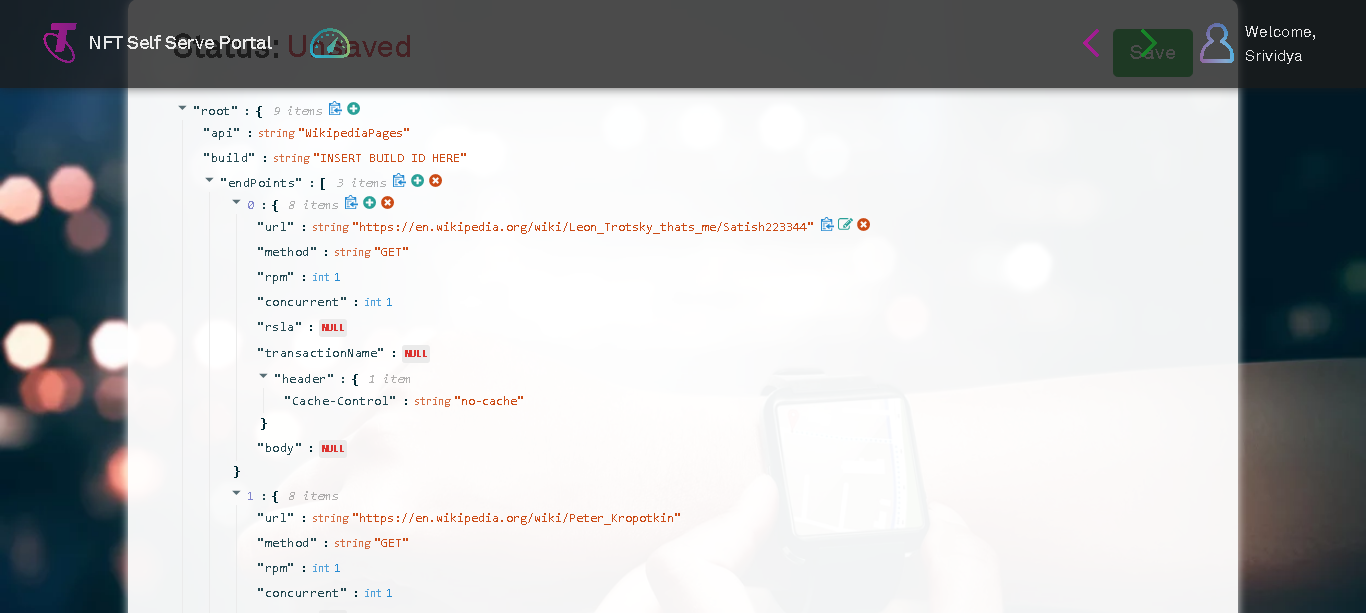 Status: Unsaved
NFT Self Serve Portal
Save
Welcome,
Srividya
"root" : { 9 items
"api" : string "WikipediaPages"
"build" : string "INSERT BUILD ID HERE"
"endPoints" : [ 3 items
0 : { 8 items
"url" : string "https://en.wikipedia.org/wiki/Leon_Trotsky_thats_me/Satish223344"
"method" : string "GET"
"rpm" : int 1
"concurrent" : int 1
"rsla" : NULL
"transactionName" : NULL
"header" : { 1 item
"Cache-Control" : string "no-cache"
}
"body" : NULL
}
1 : { 8 items
"url" : string "https://en.wikipedia.org/wiki/Peter_Kropotkin"
"method" : string "GET"
"rpm" : int 1
"concurrent" : int 1